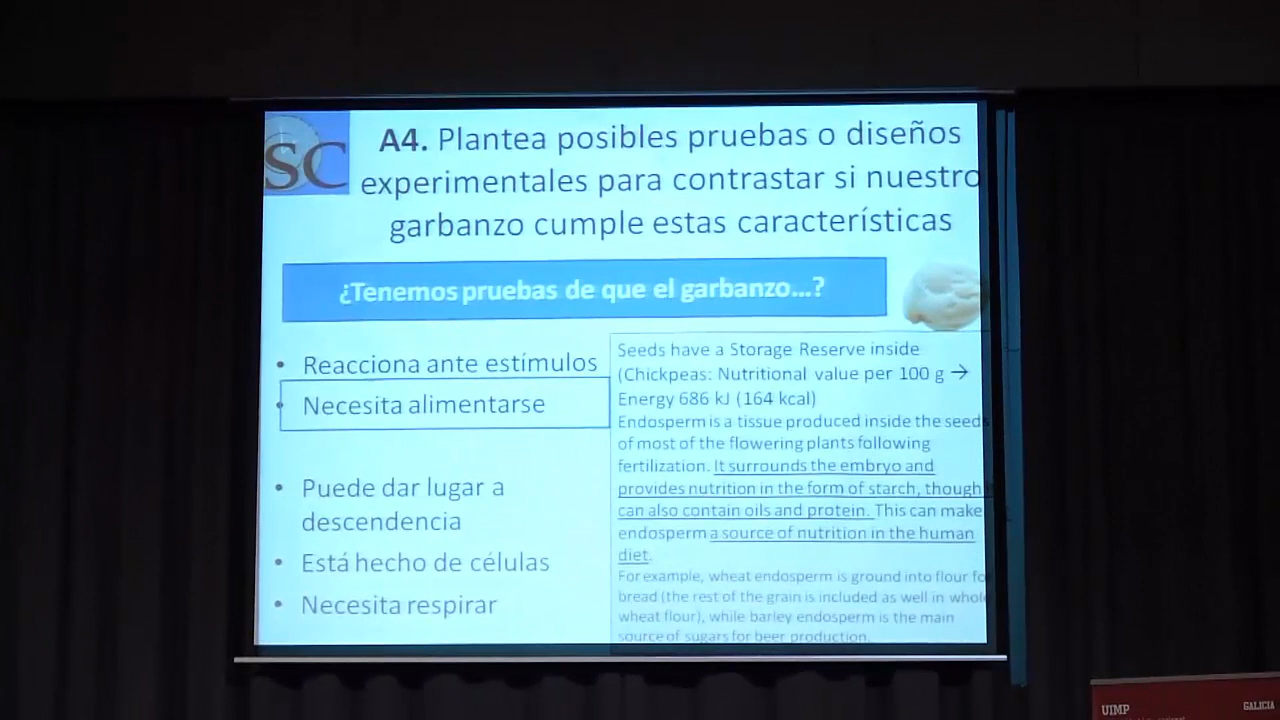 SC
A4. Plantea posibles pruebas o diseños
experimentales para contrastar si nuestro
garbanzo cumple estas características
¿Tenemos pruebas de que el garbanzo...?
• Reacciona ante estímulos
• Necesita alimentarse
• Puede dar lugar a
descendencia
• Está hecho de células
• Necesita respirar
Seeds have a Storage Reserve inside
(Chickpeas: Nutritional value per 100 g →
Energy 686 kJ (164 kcal)
Endosperm is a tissue produced inside the seeds
of most of the flowering plants following
fertilization. It surrounds the embryo and
provides nutrition in the form of starch, though
can also contain oils and protein. This can make
endosperm a source of nutrition in the human
diet.
For example, wheat endosperm is ground into flour fo
bread (the rest of the grain is included as well in whole
wheat flour), while barley endosperm is the main
source of sugars for beer production.
UIMP
GALICIA